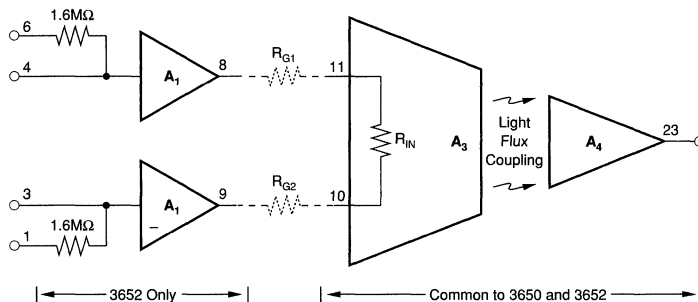 1.6MΩ
6
4
A1
8
RG1
11
RIN
A3
Light
Flux
Coupling
A4
23
3
1
1.6MΩ
A1
–
9
RG2
10
3652 Only
Common to 3650 and 3652